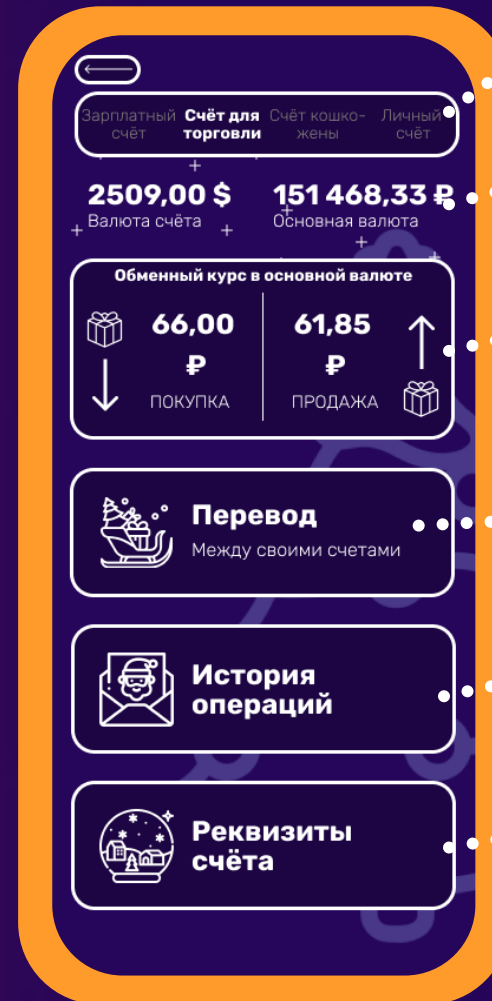 Зарплатный Счёт для Счёт кошко- Личный
счёт торговли жены счёт
2509,00 $ 151 468,33 ₽
Валюта счёта Основная валюта
Обменный курс в основной валюте
66,00 61,85
₽ ₽
ПОКУПКА ПРОДАЖА
Перевод
Между своими счетами
История
операций
Реквизиты
счёта